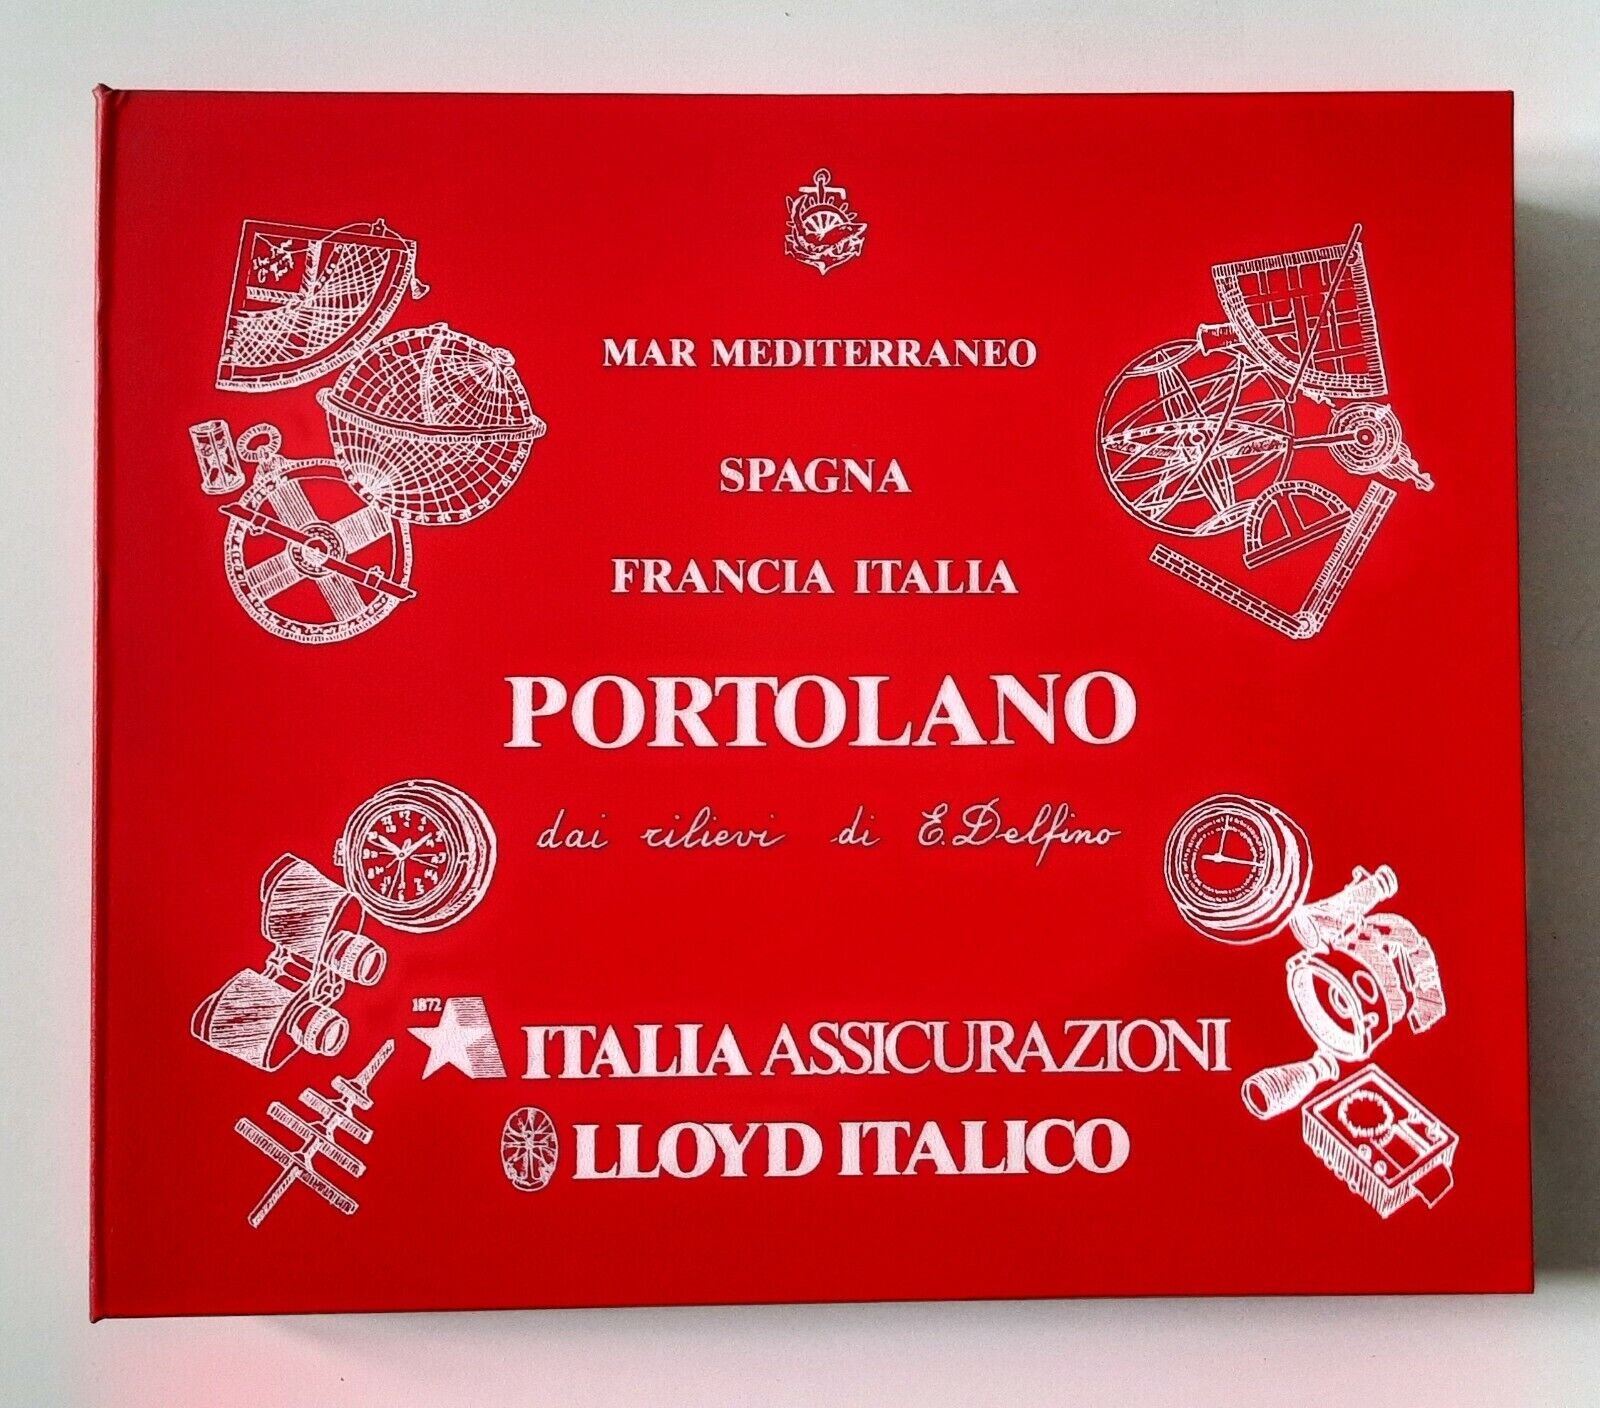 MAR MEDITERRANEO
SPAGNA
FRANCIA ITALIA
PORTOLANO
dai rilievi di E. Delfino
1872
ITALIA ASSICURAZIONI
LLOYD ITALICO